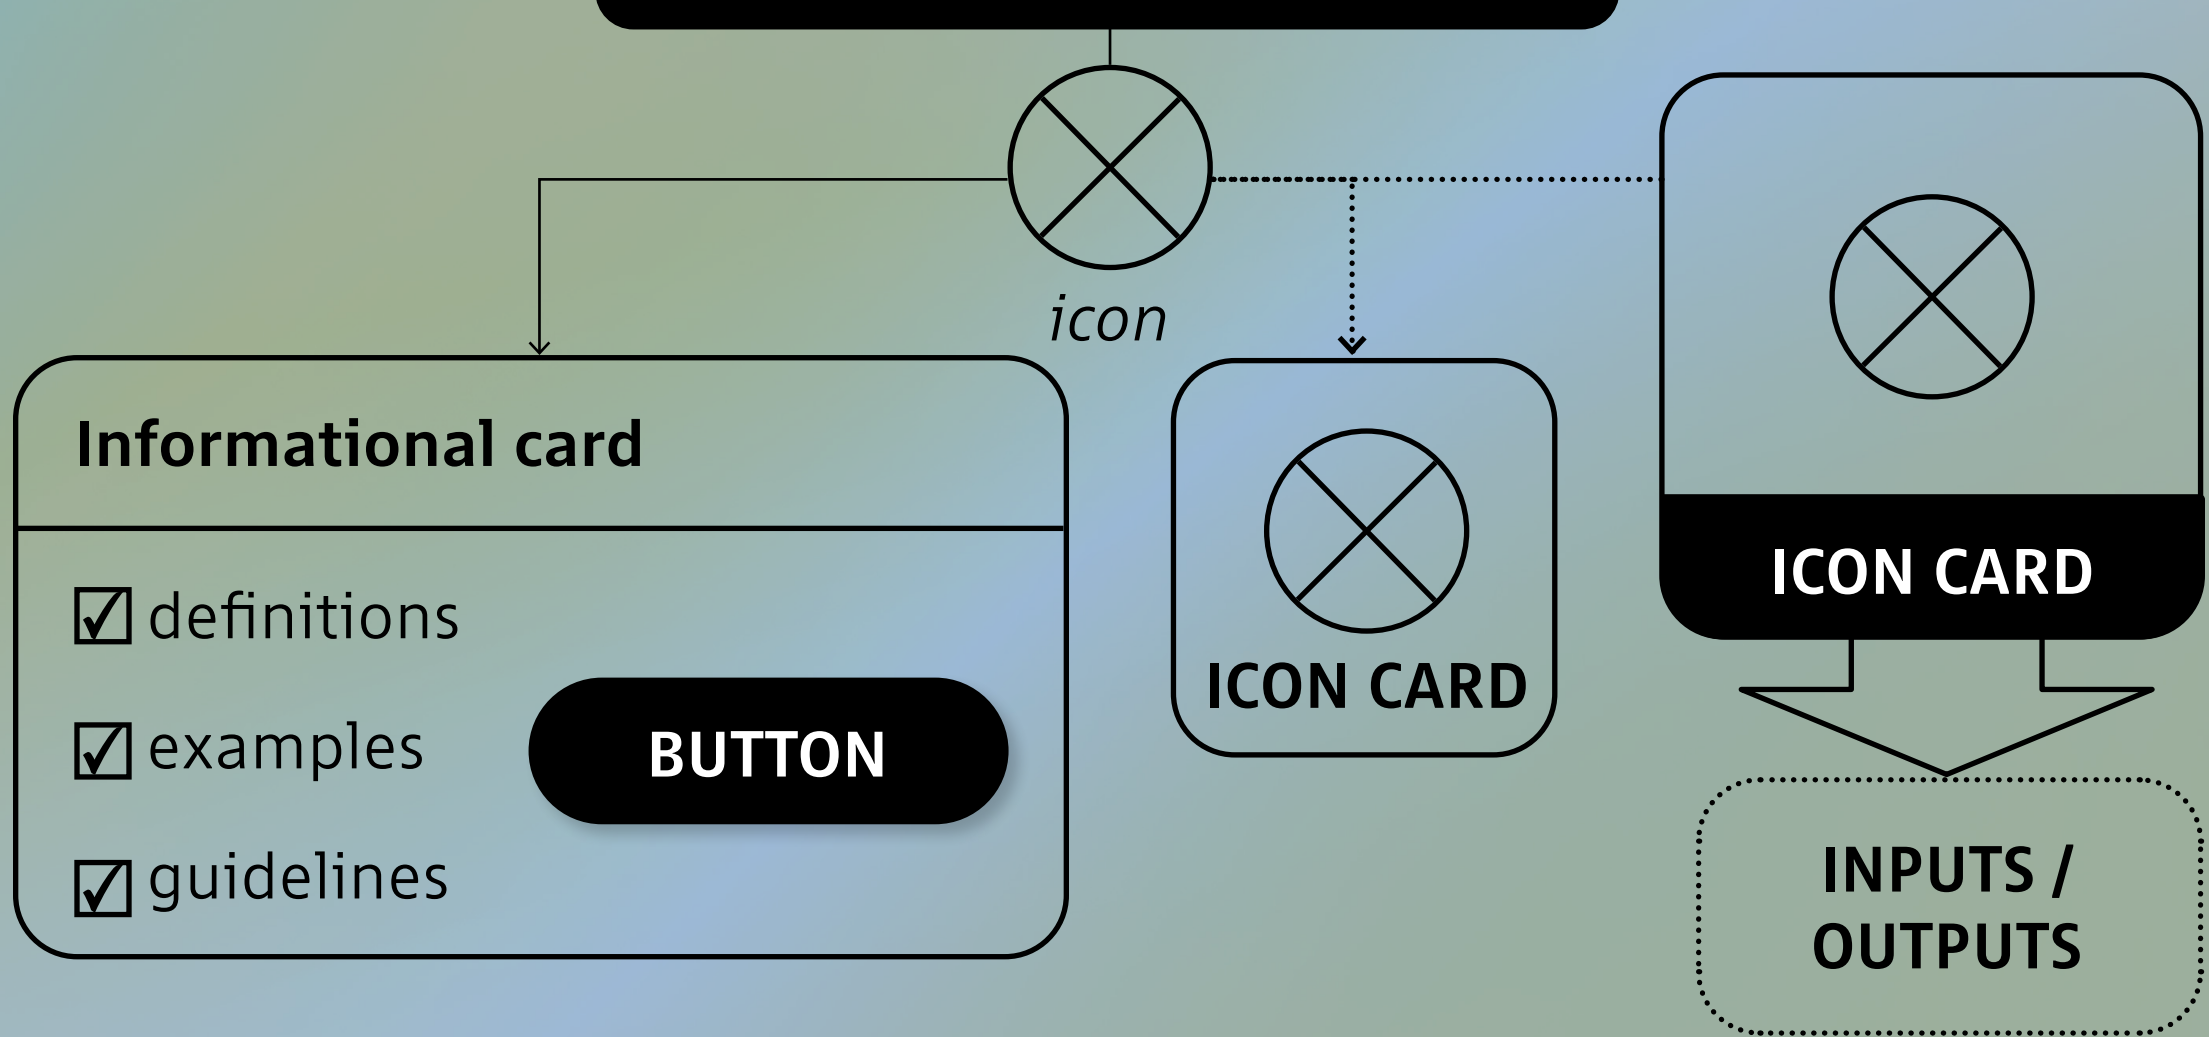 icon
Informational card
definitions
examples
guidelines
BUTTON
ICON CARD
ICON CARD
INPUTS /
OUTPUTS